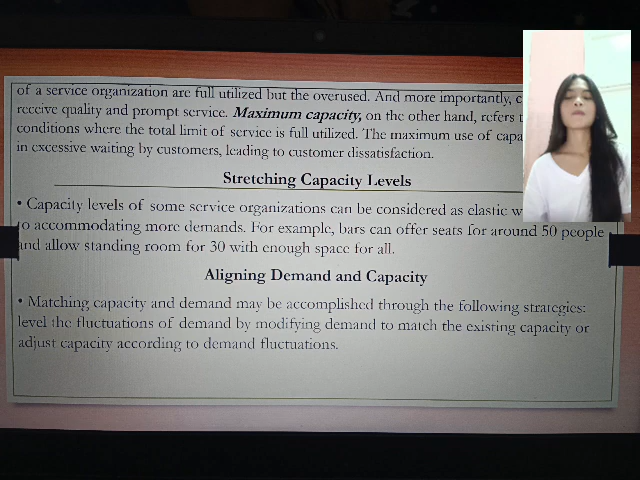 of a service organization are full utilized but the overused. And more importantly, c
receive quality and prompt service. Maximum capacity, on the other hand, refers t
conditions where the total limit of service is full utilized. The maximum use of capa
in excessive waiting by customers, leading to customer dissatisfaction.
Stretching Capacity Levels
• Capacity levels of some service organizations can be considered as elastic w
to accommodating more demands. For example, bars can offer seats for around 50 people
and allow standing room for 30 with enough space for all.
Aligning Demand and Capacity
• Matching capacity and demand may be accomplished through the following strategies:
level the fluctuations of demand by modifying demand to match the existing capacity or
adjust capacity according to demand fluctuations.